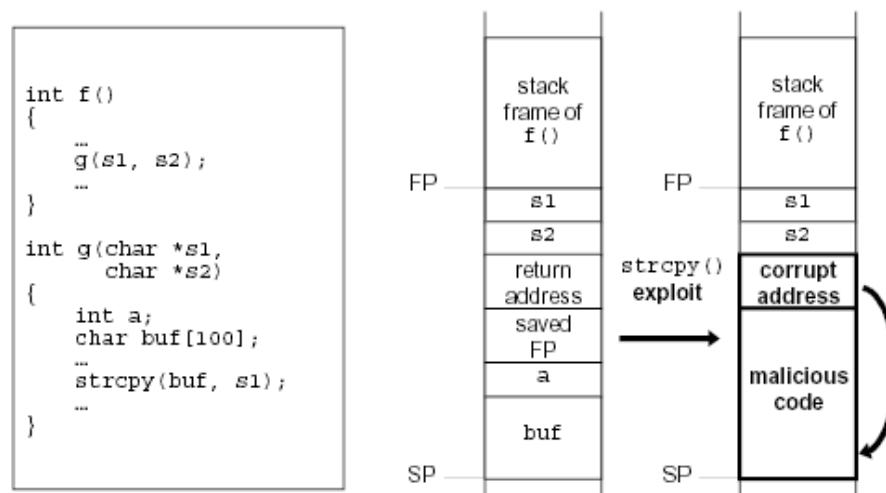 int f()
{
…
g(s1, s2);
…
}
int g(char *s1,
char *s2)
{
int a;
char buf[100];
…
strcpy(buf, s1);
…
}
stack
frame of
f()
FP
s1
s2
return
address
saved
FP
a
buf
SP
strcpy()
exploit
stack
frame of
f()
FP
s1
s2
corrupt
address
malicious
code
SP